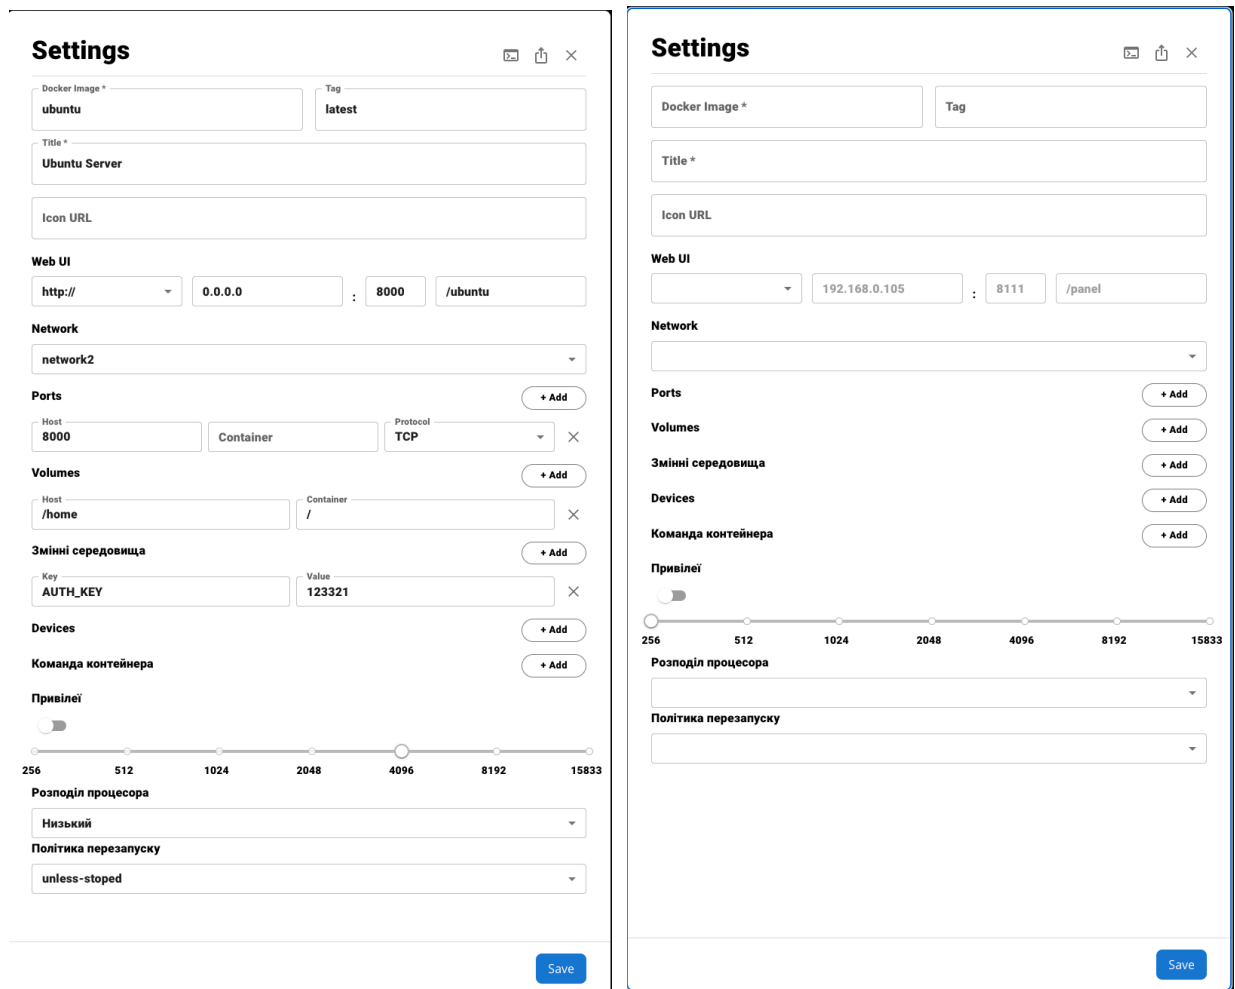 Settings
Docker Image *
Tag
ubuntu
latest
Title *
Ubuntu Server
Icon URL
Web UI
http://
0.0.0.0
:
8000
/ubuntu
Network
network2
Ports
+ Add
Host
Protocol
8000
Container
TCP
Volumes
+ Add
Host
Container
/home
/
Змінні середовища
+ Add
Key
Value
AUTH_KEY
123321
Devices
+ Add
Команда контейнера
+ Add
Привілеї
256 512 1024 2048 4096 8192 15833
Розподіл процесора
Низький
Політика перезапуску
unless-stoped
Save
Settings
Docker Image *
Tag
Title *
Icon URL
Web UI
192.168.0.105
:
8111
/panel
Network
Ports
+ Add
Volumes
+ Add
Змінні середовища
+ Add
Devices
+ Add
Команда контейнера
+ Add
Привілеї
256 512 1024 2048 4096 8192 15833
Розподіл процесора
Політика перезапуску
Save